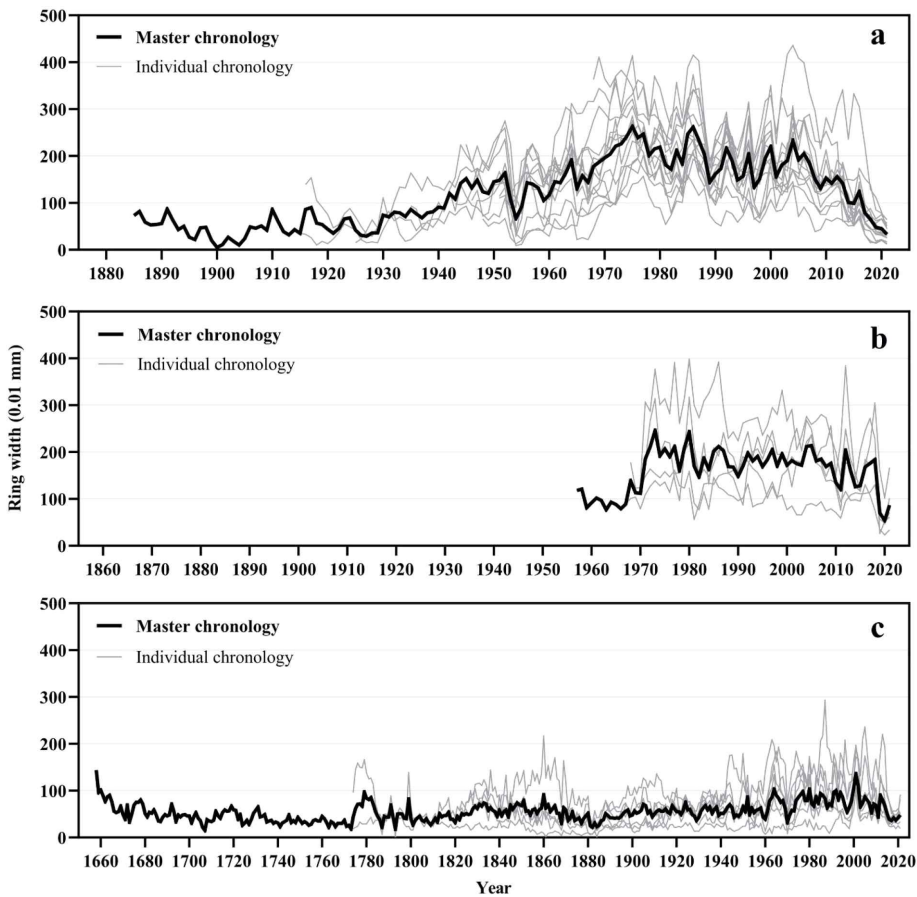 500
Master chronology
a
Individual chronology
400
300
200
100
0
1880 1890 1900 1910 1920 1930 1940 1950 1960 1970 1980 1990 2000 2010 2020
500
Master chronology
b
Individual chronology
400
300
200
100
0
1860 1870 1880 1890 1900 1910 1920 1930 1940 1950 1960 1970 1980 1990 2000 2010 2020
Ring width (0.01 mm)
500
Master chronology
c
Individual chronology
400
300
200
100
0
1660 1680 1700 1720 1740 1760 1780 1800 1820 1840 1860 1880 1900 1920 1940 1960 1980 2000 2020
Year